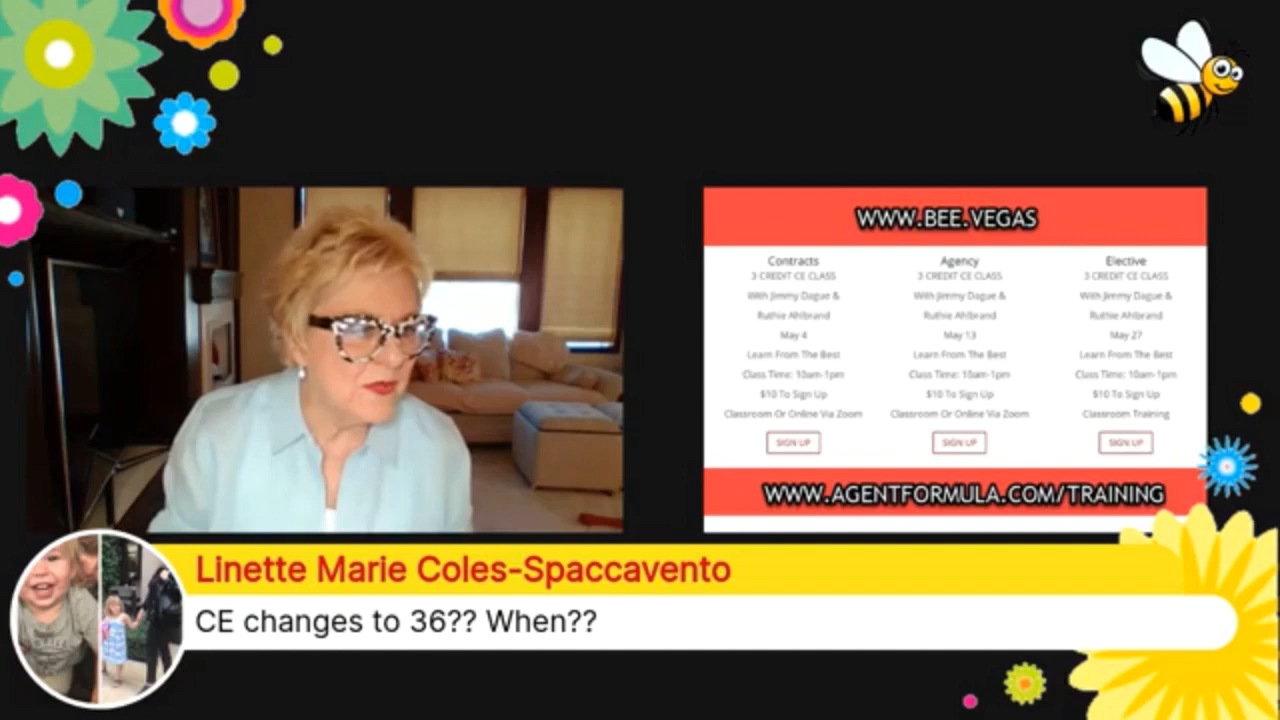 WWW.BEE.VEGAS
Contracts
3 CREDIT CE CLASS
With Jimmy Dague &
Ruthie Ahlbrand
May 4
Learn From The Best
Class Time: 10am-1pm
$10 To Sign Up
Classroom Or Online Via Zoom
SIGN UP
Agency
3 CREDIT CE CLASS
With Jimmy Dague &
Ruthie Ahlbrand
May 13
Learn From The Best
Class Time: 10am-1pm
$10 To Sign Up
Classroom Or Online Via Zoom
SIGN UP
Elective
3 CREDIT CE CLASS
With Jimmy Dague &
Ruthie Ahlbrand
May 27
Learn From The Best
Class Time: 10am-1pm
$10 To Sign Up
Classroom Training
SIGN UP
WWW.AGENTFORMULA.COM/TRAINING
Linette Marie Coles-Spaccavento
CE changes to 36?? When??